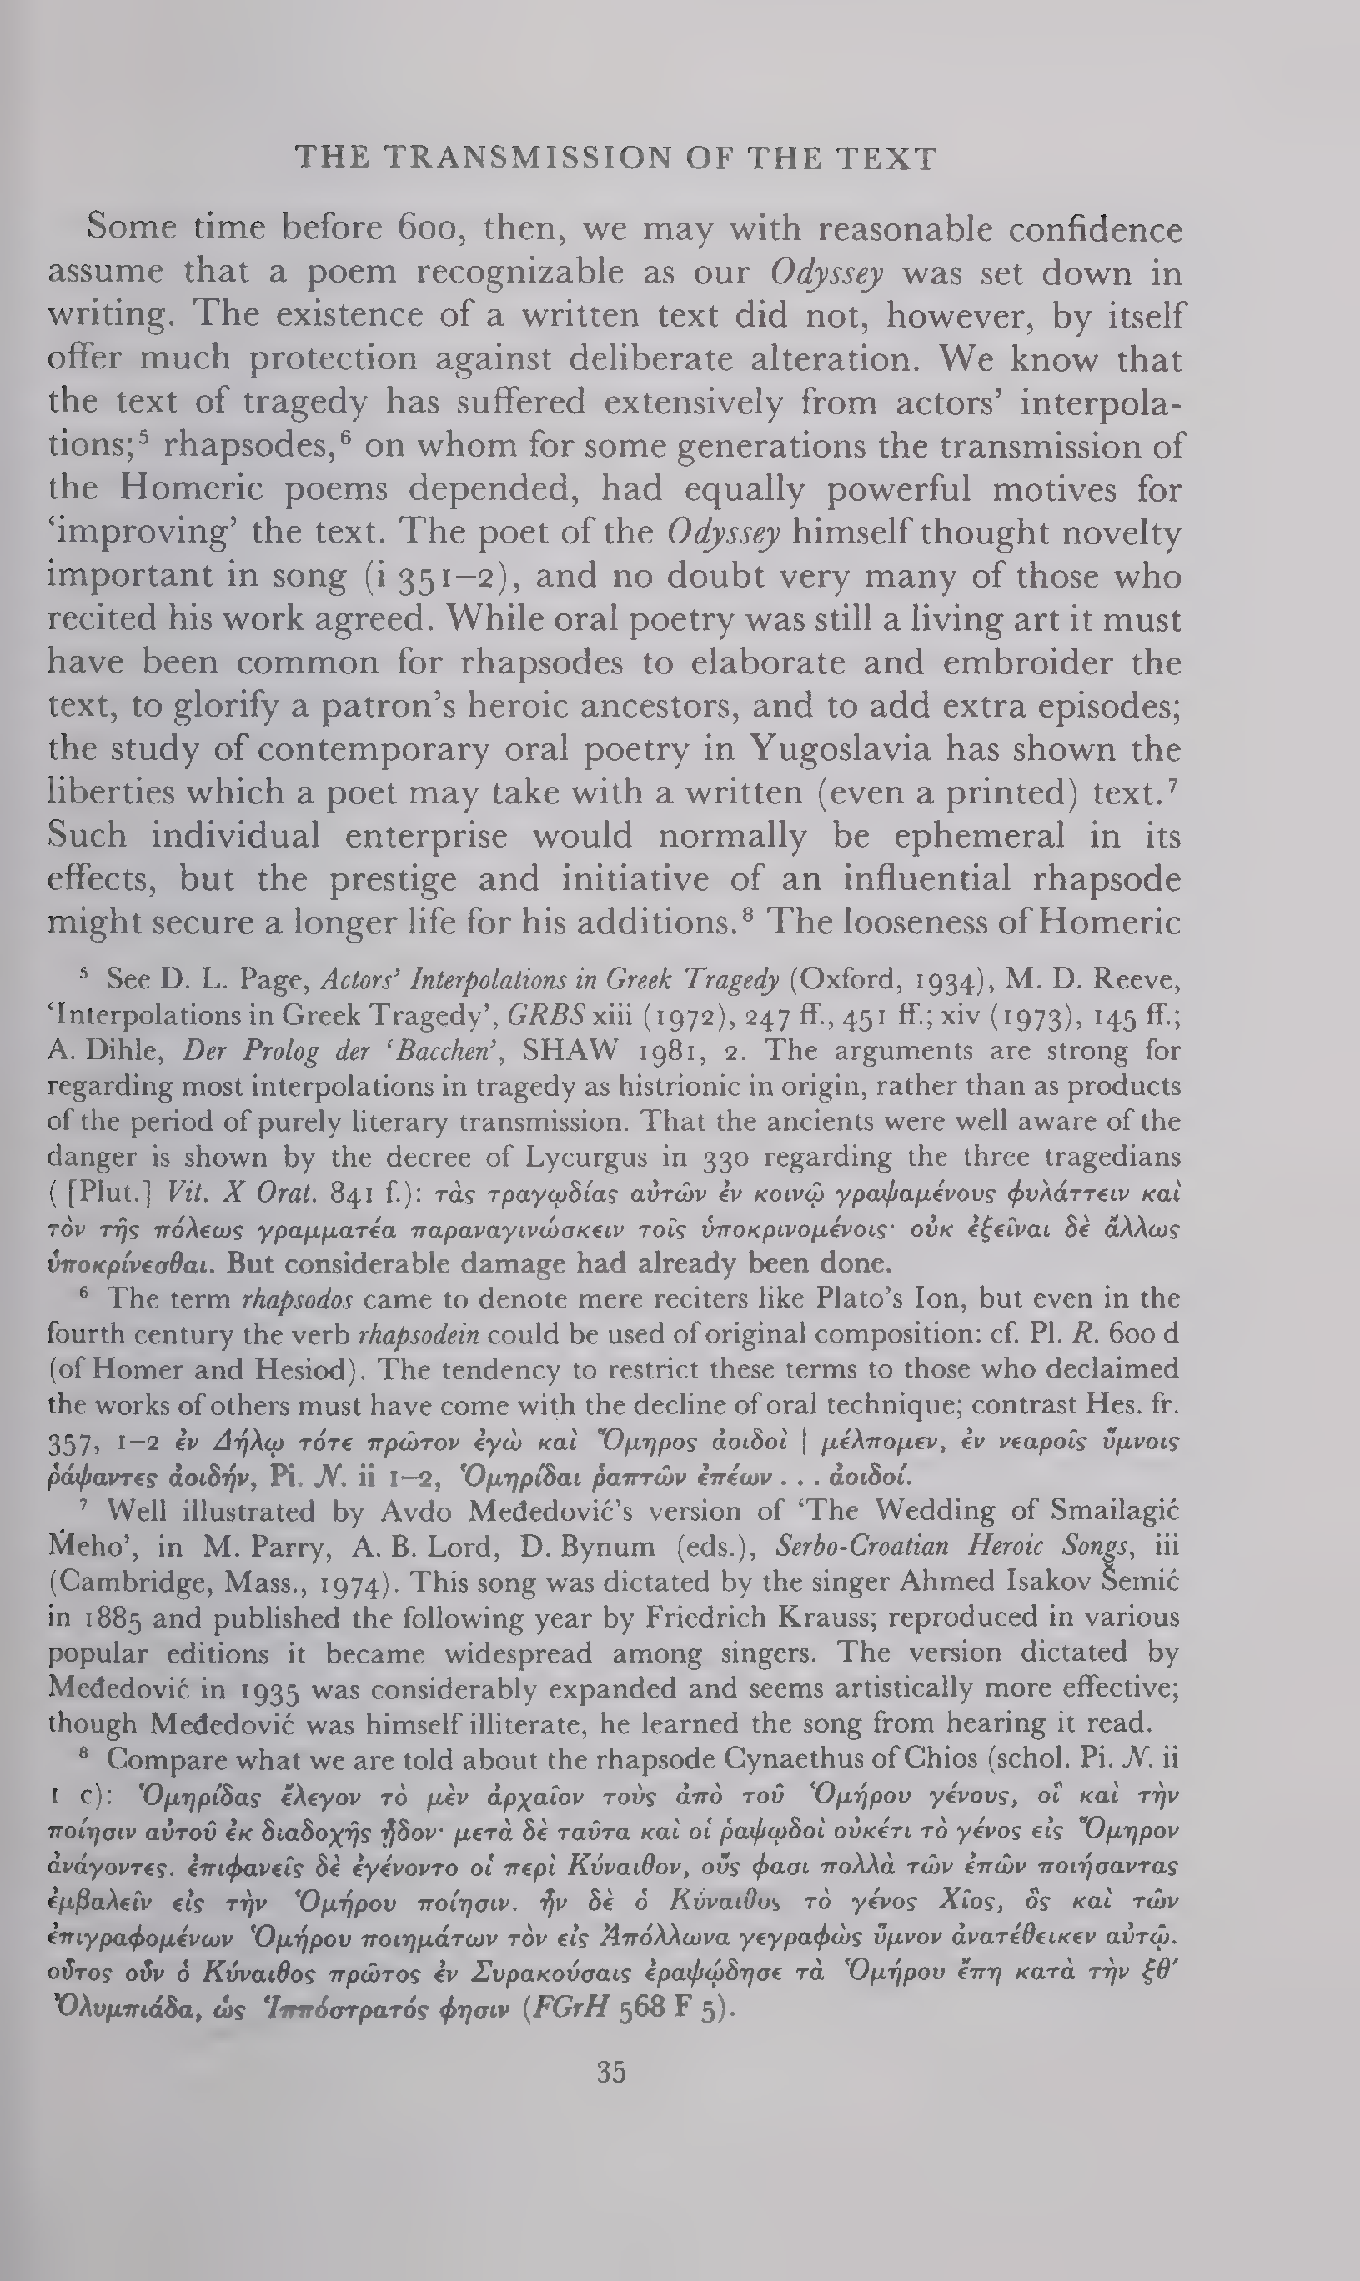 THE TRANSMISSION OF THE TEXT
Some time before 600, then, we may with reasonable confidence
assume that a poem recognizable as our Odyssey was set down in
writing. The existence of a written text did not, however, by itself
offer much protection against deliberate alteration. We know that
the text of tragedy has suffered extensively from actors’ interpola-
tions;⁵ rhapsodes,⁶ on whom for some generations the transmission of
the Homeric poems depended, had equally powerful motives for
‘improving’ the text. The poet of the Odyssey himself thought novelty
important in song (i 351–2), and no doubt very many of those who
recited his work agreed. While oral poetry was still a living art it must
have been common for rhapsodes to elaborate and embroider the
text, to glorify a patron’s heroic ancestors, and to add extra episodes;
the study of contemporary oral poetry in Yugoslavia has shown the
liberties which a poet may take with a written (even a printed) text.⁷
Such individual enterprise would normally be ephemeral in its
effects, but the prestige and initiative of an influential rhapsode
might secure a longer life for his additions.⁸ The looseness of Homeric
⁵ See D. L. Page, Actors’ Interpolations in Greek Tragedy (Oxford, 1934), M. D. Reeve,
‘Interpolations in Greek Tragedy’, GRBS xiii (1972), 247 ff., 451 ff.; xiv (1973), 145 ff.;
A. Dihle, Der Prolog der ‘Bacchen’, SHAW 1981, 2. The arguments are strong for
regarding most interpolations in tragedy as histrionic in origin, rather than as products
of the period of purely literary transmission. That the ancients were well aware of the
danger is shown by the decree of Lycurgus in 330 regarding the three tragedians
([Plut.] Vit. X Orat. 841 f.): τὰς τραγῳδίας αὐτῶν ἐν κοινῷ γραψαμένους φυλάττειν καὶ
τὸν τῆς πόλεως γραμματέα παραναγινώσκειν τοῖς ὑποκρινομένοις· οὐκ ἐξεῖναι δὲ ἄλλως
ὑποκρίνεσθαι. But considerable damage had already been done.
⁶ The term rhapsodos came to denote mere reciters like Plato’s Ion, but even in the
fourth century the verb rhapsodein could be used of original composition: cf. Pl. R. 600 d
(of Homer and Hesiod). The tendency to restrict these terms to those who declaimed
the works of others must have come with the decline of oral technique; contrast Hes. fr.
357, 1–2 ἐν Δήλῳ τότε πρῶτον ἐγὼ καὶ Ὅμηρος ἀοιδοὶ | μέλπομεν, ἐν νεαροῖς ὕμνοις
ῥάψαντες ἀοιδήν, Pi. N. ii 1–2, Ὁμηρίδαι ῥαπτῶν ἐπέων . . . ἀοιδοί.
⁷ Well illustrated by Avdo Međedović’s version of ‘The Wedding of Smailagić
Meho’, in M. Parry, A. B. Lord, D. Bynum (eds.), Serbo-Croatian Heroic Songs, iii
(Cambridge, Mass., 1974). This song was dictated by the singer Ahmed Isakov Šemić
in 1885 and published the following year by Friedrich Krauss; reproduced in various
popular editions it became widespread among singers. The version dictated by
Međedović in 1935 was considerably expanded and seems artistically more effective;
though Međedović was himself illiterate, he learned the song from hearing it read.
⁸ Compare what we are told about the rhapsode Cynaethus of Chios (schol. Pi. N. ii
1 c): Ὁμηρίδας ἔλεγον τὸ μὲν ἀρχαῖον τοὺς ἀπὸ τοῦ Ὁμήρου γένους, οἳ καὶ τὴν
ποίησιν αὐτοῦ ἐκ διαδοχῆς ᾖδον· μετὰ δὲ ταῦτα καὶ οἱ ῥαψῳδοὶ οὐκέτι τὸ γένος εἰς Ὅμηρον
ἀνάγοντες. ἐπιφανεῖς δὲ ἐγένοντο οἱ περὶ Κύναιθον, οὕς φασι πολλὰ τῶν ἐπῶν ποιήσαντας
ἐμβαλεῖν εἰς τὴν Ὁμήρου ποίησιν. ἦν δὲ ὁ Κύναιθος τὸ γένος Χῖος, ὃς καὶ τῶν
ἐπιγραφομένων Ὁμήρου ποιημάτων τὸν εἰς Ἀπόλλωνα γεγραφὼς ὕμνον ἀνατέθεικεν αὐτῷ.
οὗτος οὖν ὁ Κύναιθος πρῶτος ἐν Συρακούσαις ἐραψῴδησε τὰ Ὁμήρου ἔπη κατὰ τὴν ξθ′
Ὀλυμπιάδα, ὡς Ἱππόστρατός φησιν (FGrH 568 F 5).
35